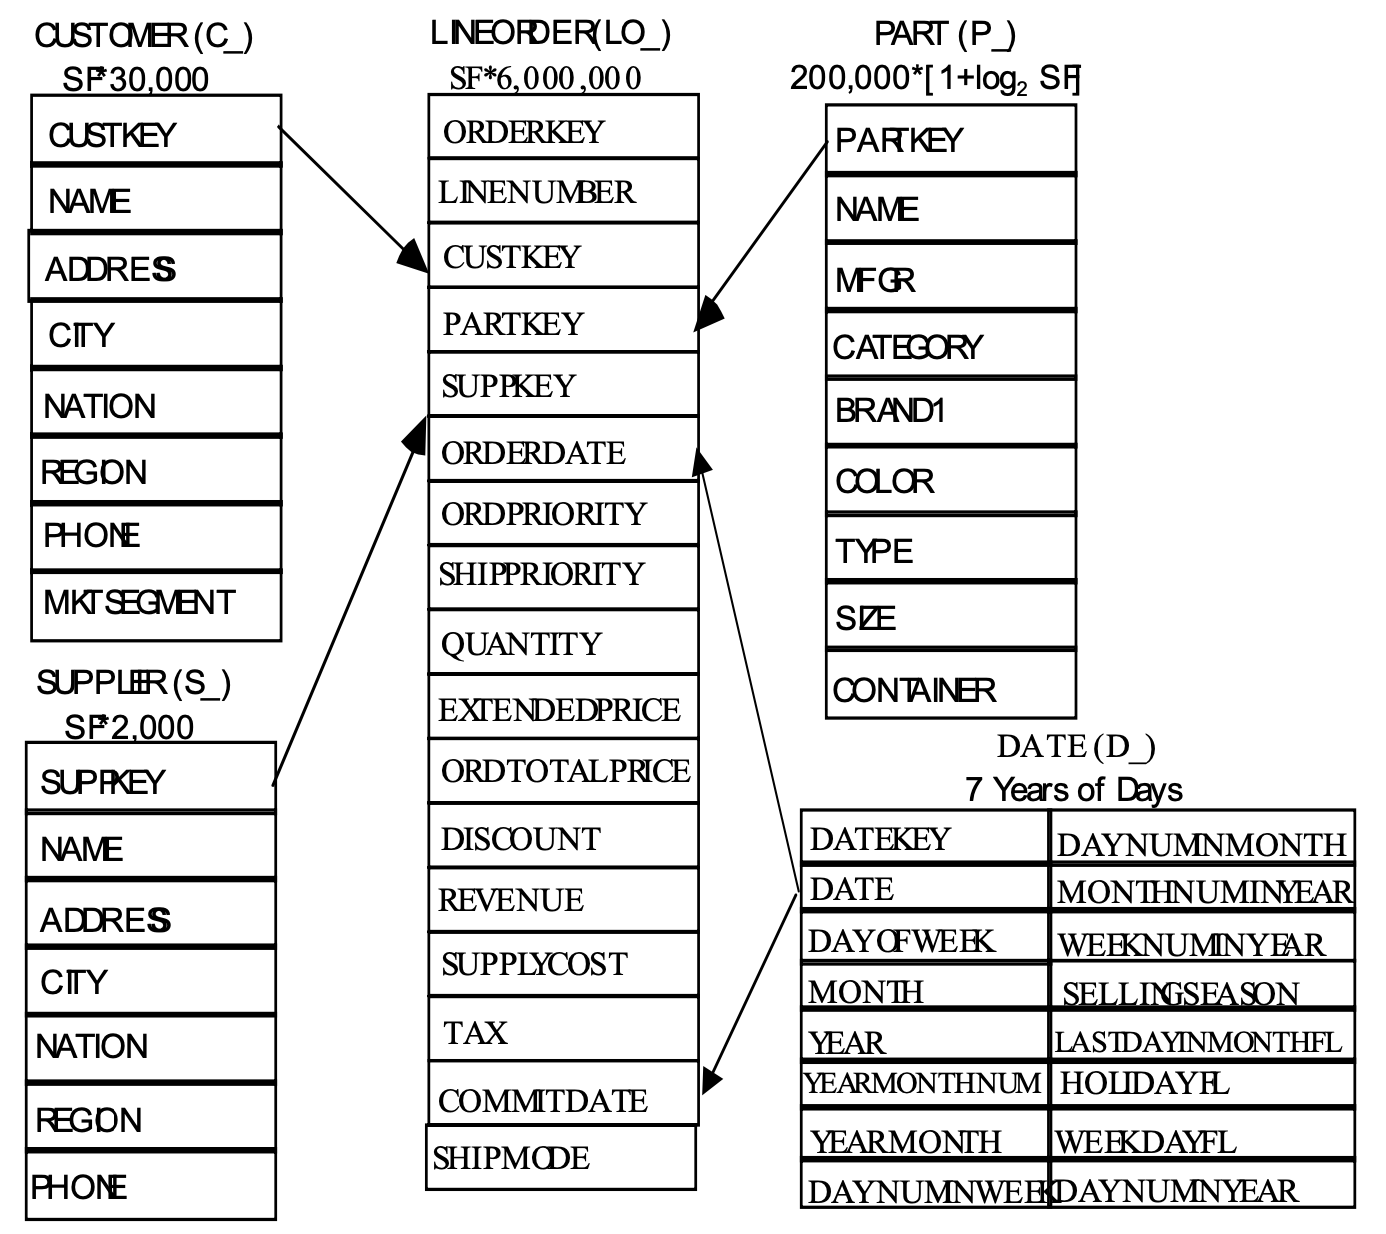 CUSTOMER (C_)
SF*30,000
CUSTKEY
NAME
ADDRESS
CITY
NATION
REGION
PHONE
MKTSEGMENT
SUPPLIER (S_)
SF*2,000
SUPPKEY
NAME
ADDRESS
CITY
NATION
REGION
PHONE
LINEORDER(LO_)
SF*6,000,000
ORDERKEY
LINENUMBER
CUSTKEY
PARTKEY
SUPPKEY
ORDERDATE
ORDPRIORITY
SHIPPRIORITY
QUANTITY
EXTENDEDPRICE
ORDTOTALPRICE
DISCOUNT
REVENUE
SUPPLYCOST
TAX
COMMITDATE
SHIPMODE
PART (P_)
200,000*[1+log₂ SF]
PARTKEY
NAME
MFGR
CATEGORY
BRAND1
COLOR
TYPE
SIZE
CONTAINER
DATE (D_)
7 Years of Days
DATEKEY
DATE
DAYOFWEEK
MONTH
YEAR
YEARMONTHNUM
YEARMONTH
DAYNUMINWEEK
DAYNUMINMONTH
MONTHNUMINYEAR
WEEKNUMINYEAR
SELLINGSEASON
LASTDAYINMONTHFL
HOLIDAYFL
WEEKDAYFL
DAYNUMINYEAR